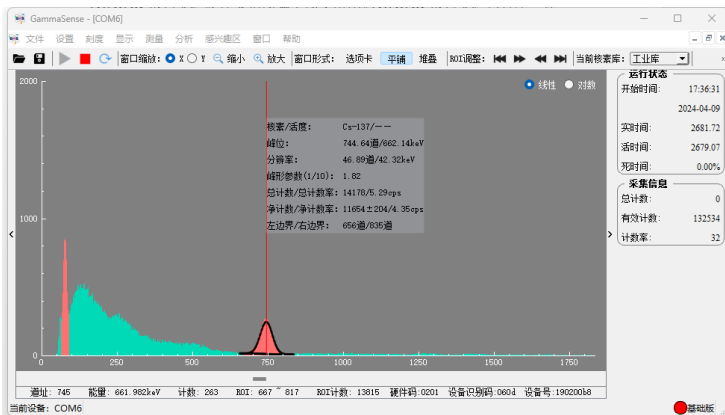 GammaSense - [COM6]
文件 设置 刻度 显示 测量 分析 感兴趣区 窗口 帮助
窗口缩放: X Y 缩小 放大 窗口形式: 选项卡 平铺 堆叠 ROI调整: 当前核素库: 工业库
2000
线性 对数
核素/活度: Cs-137/——
峰位: 744.64道/662.14keV
分辨率: 46.89道/42.32keV
峰形参数(1/10): 1.82
总计数/总计数率: 14178/5.29cps
净计数/净计数率: 11654±204/4.35cps
左边界/右边界: 656道/835道
1000
0
0 250 500 750 1000 1250 1500 1750
运行状态
开始时间: 17:36:31
2024-04-09
实时间: 2681.72
活时间: 2679.07
死时间: 0.00%
采集信息
总计数: 0
有效计数: 132534
计数率: 32
道址: 745 能量: 661.982keV 计数: 263 ROI: 667 ~ 817 ROI计数: 13815 硬件码:0201 设备识别码:060d 设备号:190200b8
当前设备: COM6
基础版